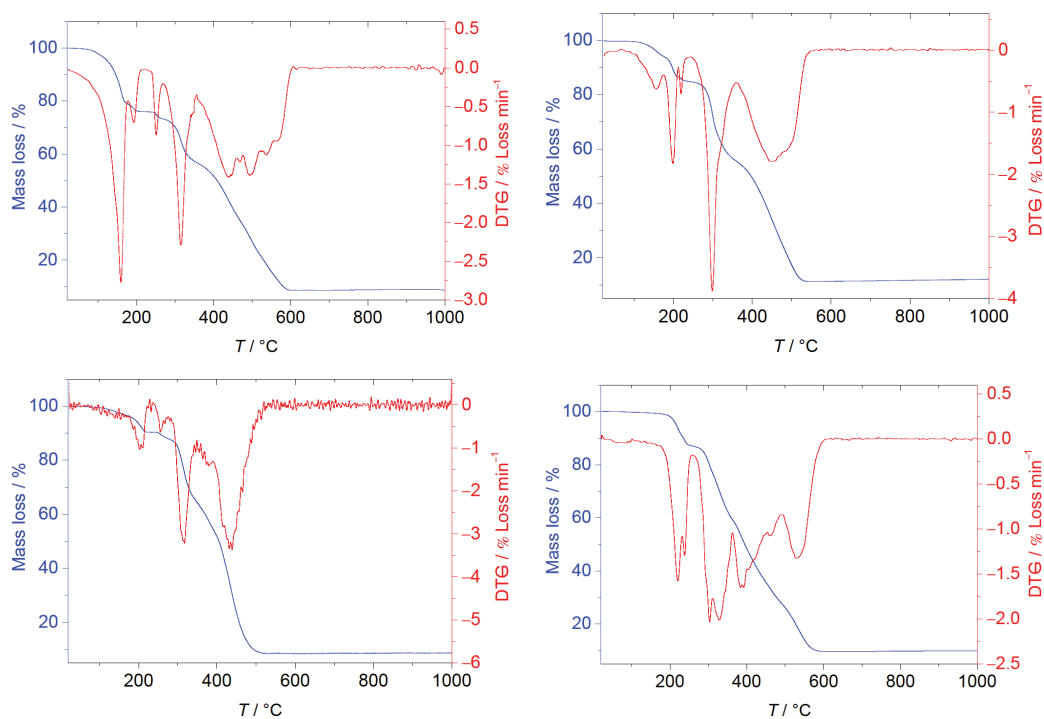 Mass loss / %
100
80
60
40
20
0.5
0.0
–0.5
–1.0
–1.5
–2.0
–2.5
–3.0
DTG / % Loss min⁻¹
200 400 600 800 1000
T / °C
Mass loss / %
100
80
60
40
20
0
–1
–2
–3
–4
DTG / % Loss min⁻¹
200 400 600 800 1000
T / °C
Mass loss / %
100
80
60
40
20
0
–1
–2
–3
–4
–5
–6
DTG / % Loss min⁻¹
200 400 600 800 1000
T / °C
Mass loss / %
100
80
60
40
20
0.5
0.0
–0.5
–1.0
–1.5
–2.0
–2.5
DTG / % Loss min⁻¹
200 400 600 800 1000
T / °C